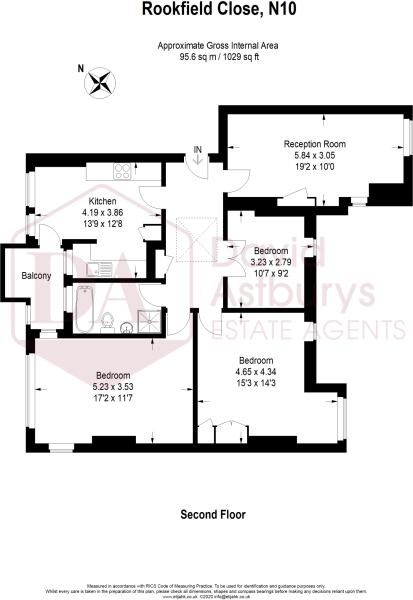 Rookfield Close, N10
Approximate Gross Internal Area
95.6 sq m / 1029 sq ft
N
IN
Reception Room
5.84 x 3.05
19'2 x 10'0
Kitchen
4.19 x 3.86
13'9 x 12'8
Bedroom
3.23 x 2.79
10'7 x 9'2
Balcony
DA
David
Astburys
ESTATE AGENTS
Bedroom
5.23 x 3.53
17'2 x 11'7
Bedroom
4.65 x 4.34
15'3 x 14'3
Second Floor
Measured in accordance with RICS Code of Measuring Practice. To be used for identification and guidance purposes only.
Whilst every care is taken in the preparation of this plan, please check all dimensions, shapes and compass bearings before making any decisions reliant upon them.